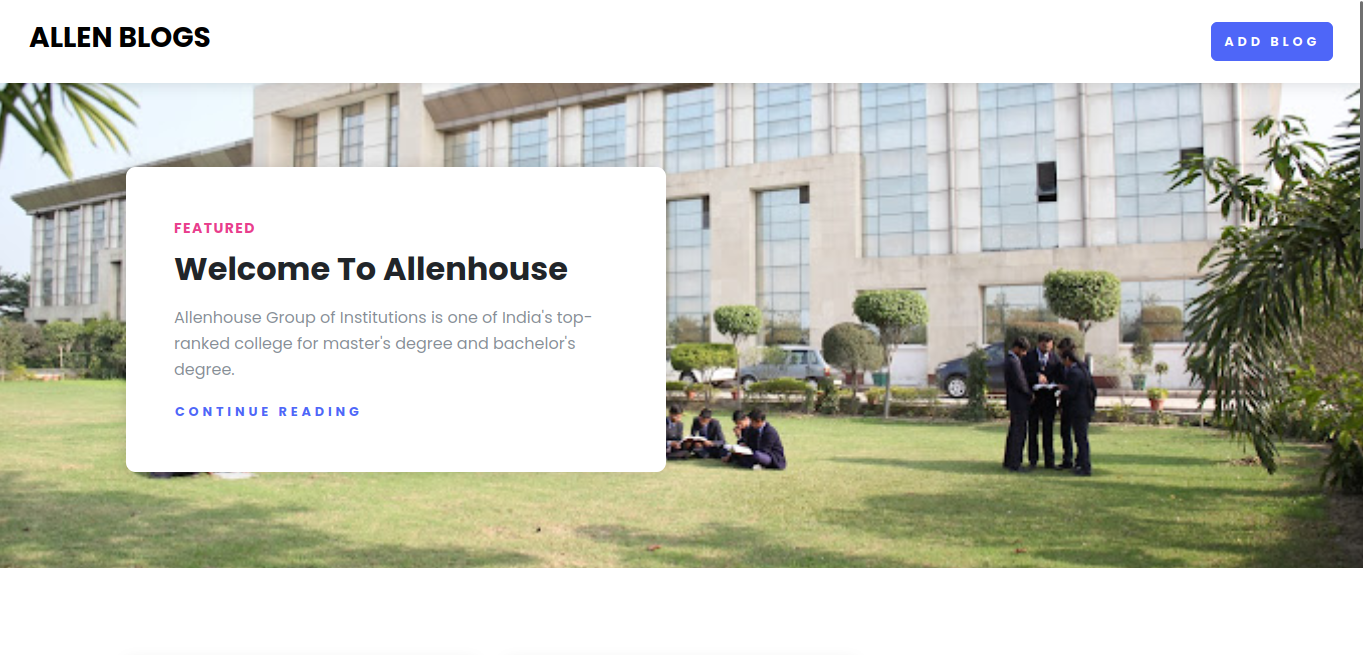 ALLEN BLOGS
ADD BLOG
FEATURED
Welcome To Allenhouse
Allenhouse Group of Institutions is one of India's top-
ranked college for master's degree and bachelor's
degree.
CONTINUE READING